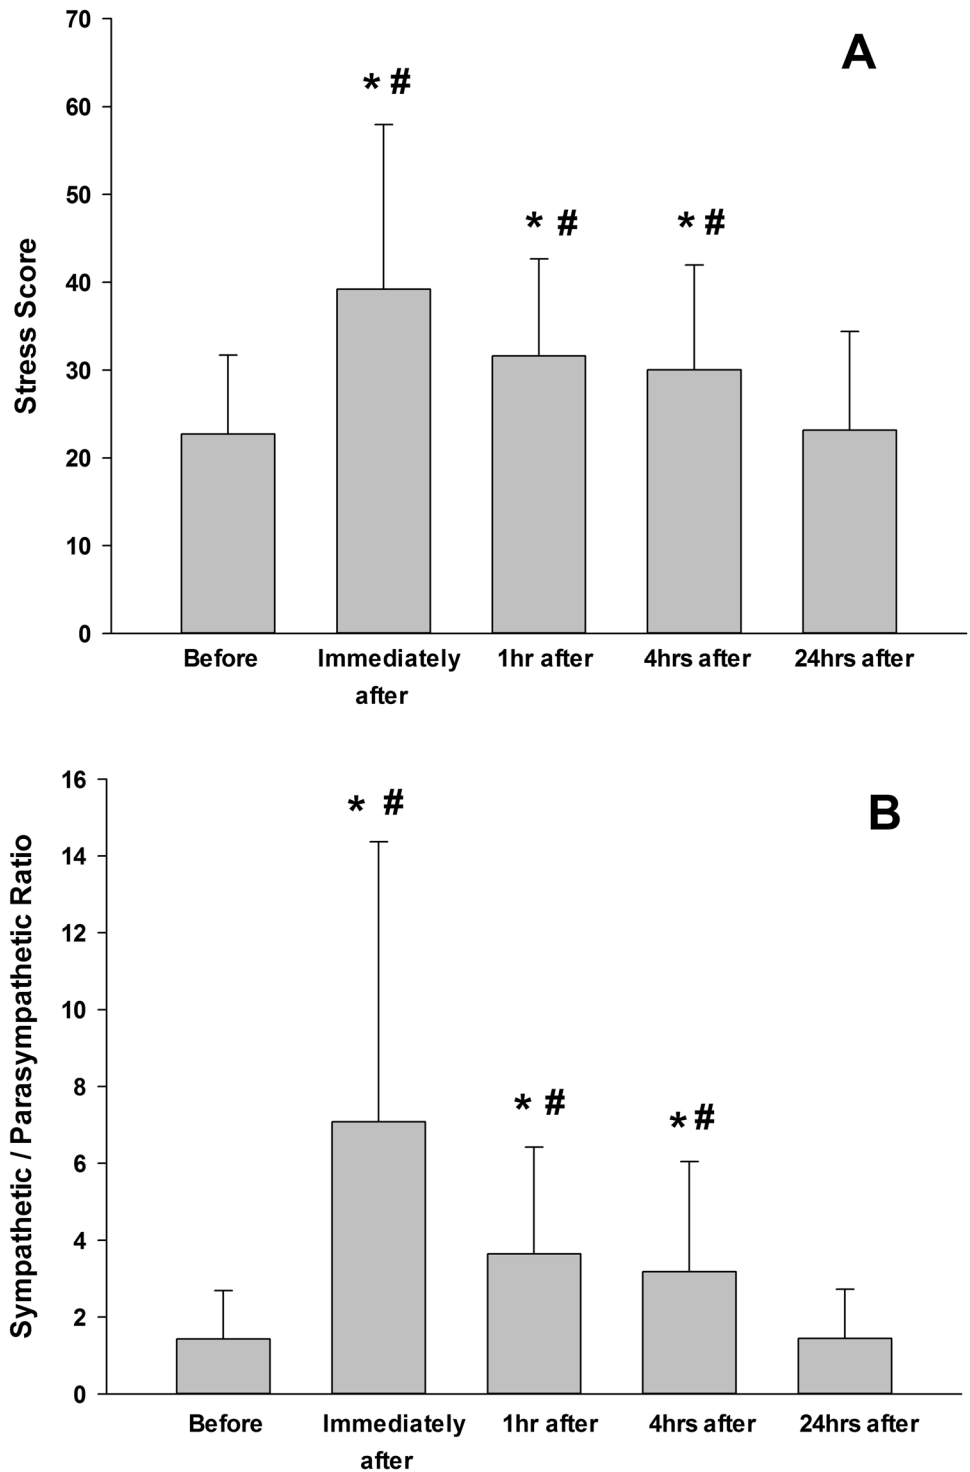 A
Stress Score
70
60
50
40
30
20
10
0
* #
* #
* #
Before
Immediately
after
1hr after
4hrs after
24hrs after
B
Sympathetic / Parasympathetic Ratio
16
14
12
10
8
6
4
2
0
* #
* #
* #
Before
Immediately
after
1hr after
4hrs after
24hrs after